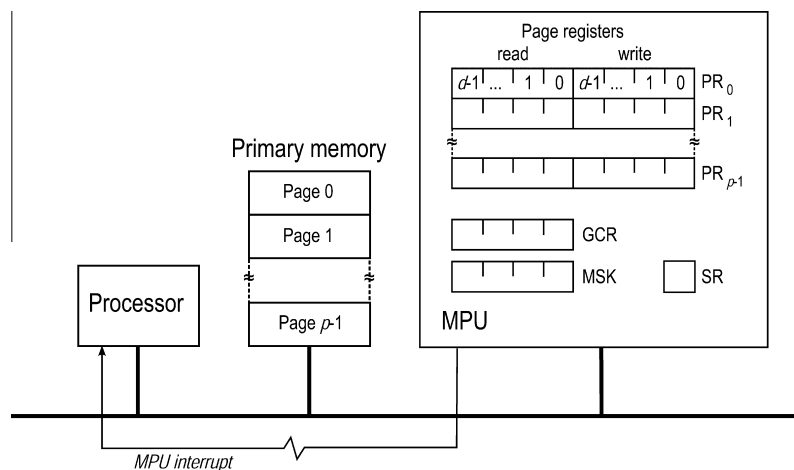 Page registers
read write
d-1 ... 1 0 d-1 ... 1 0 PR0
PR1
≈ ≈
PRp-1
GCR
MSK SR
MPU
Primary memory
Page 0
Page 1
≈ ≈
Page p-1
Processor
MPU interrupt